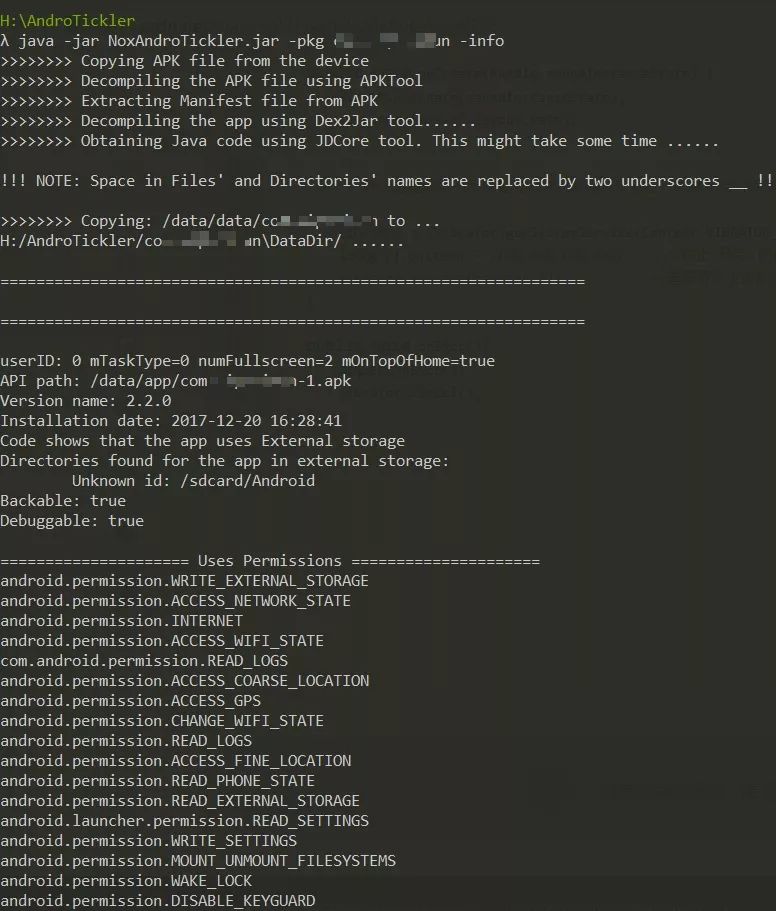 H:\AndroTickler
λ java -jar NoxAndroTickler.jar -pkg un -info
>>>>>>>> Copying APK file from the device
>>>>>>>> Decompiling the APK file using APKTool
>>>>>>>> Extracting Manifest file from APK
>>>>>>>> Decompiling the app using Dex2Jar tool......
>>>>>>>> Obtaining Java code using JDCore tool. This might take some time ......
!!! NOTE: Space in Files' and Directories' names are replaced by two underscores __ !!
>>>>>>>> Copying: /data/data/co to ...
H:/AndroTickler/co un\DataDir/ ......
=================================================================
=================================================================
userID: 0 mTaskType=0 numFullscreen=2 mOnTopOfHome=true
API path: /data/app/com -1.apk
Version name: 2.2.0
Installation date: 2017-12-20 16:28:41
Code shows that the app uses External storage
Directories found for the app in external storage:
Unknown id: /sdcard/Android
Backable: true
Debuggable: true
===================== Uses Permissions =====================
android.permission.WRITE_EXTERNAL_STORAGE
android.permission.ACCESS_NETWORK_STATE
android.permission.INTERNET
android.permission.ACCESS_WIFI_STATE
com.android.permission.READ_LOGS
android.permission.ACCESS_COARSE_LOCATION
android.permission.ACCESS_GPS
android.permission.CHANGE_WIFI_STATE
android.permission.READ_LOGS
android.permission.ACCESS_FINE_LOCATION
android.permission.READ_PHONE_STATE
android.permission.READ_EXTERNAL_STORAGE
android.launcher.permission.READ_SETTINGS
android.permission.WRITE_SETTINGS
android.permission.MOUNT_UNMOUNT_FILESYSTEMS
android.permission.WAKE_LOCK
android.permission.DISABLE_KEYGUARD